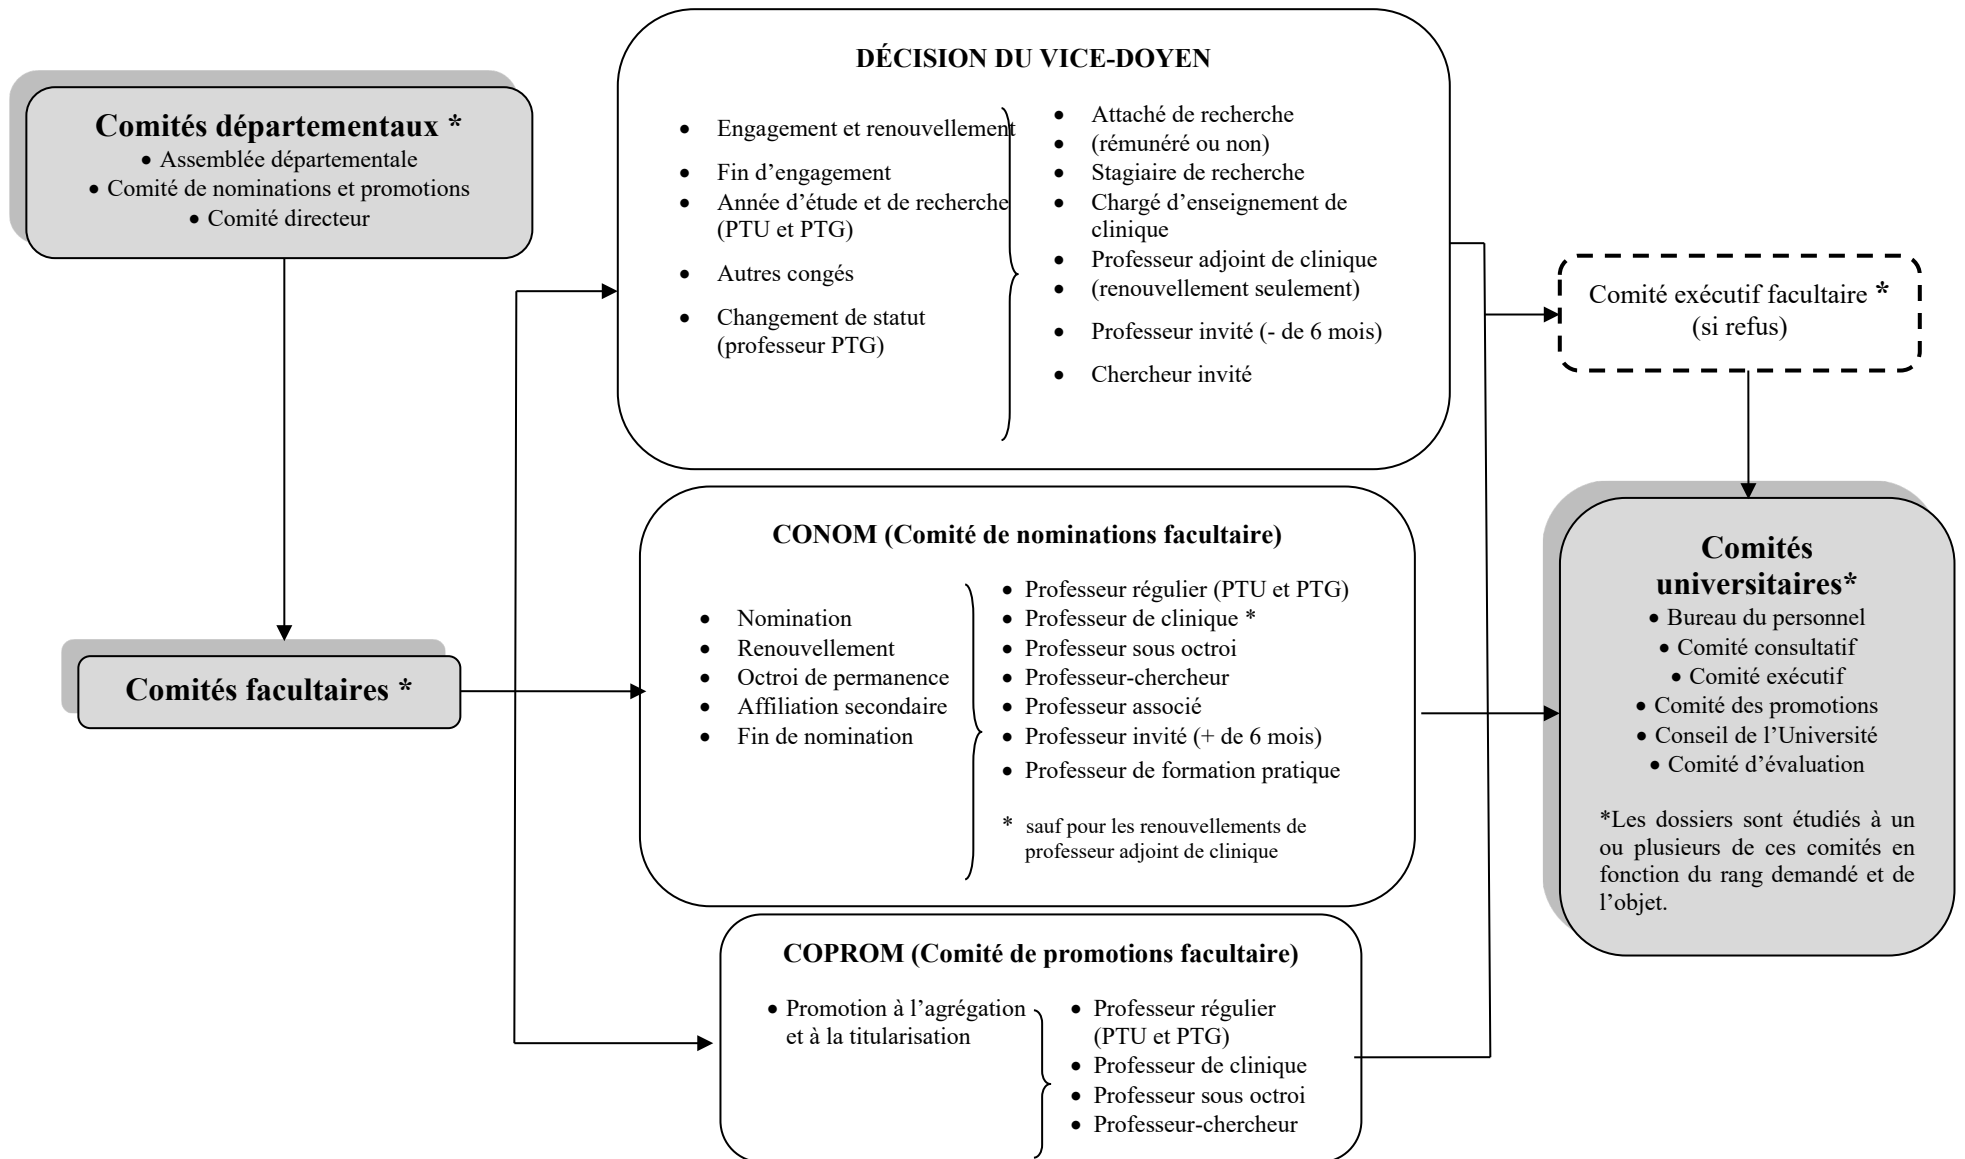 Comités départementaux *
• Assemblée départementale
• Comité de nominations et promotions
• Comité directeur
Comités facultaires *
DÉCISION DU VICE-DOYEN
• Engagement et renouvellement
• Fin d’engagement
• Année d’étude et de recherche
(PTU et PTG)
• Autres congés
• Changement de statut
(professeur PTG)
• Attaché de recherche
• (rémunéré ou non)
• Stagiaire de recherche
• Chargé d’enseignement de
clinique
• Professeur adjoint de clinique
• (renouvellement seulement)
• Professeur invité (- de 6 mois)
• Chercheur invité
CONOM (Comité de nominations facultaire)
• Nomination
• Renouvellement
• Octroi de permanence
• Affiliation secondaire
• Fin de nomination
• Professeur régulier (PTU et PTG)
• Professeur de clinique *
• Professeur sous octroi
• Professeur-chercheur
• Professeur associé
• Professeur invité (+ de 6 mois)
• Professeur de formation pratique
* sauf pour les renouvellements de
professeur adjoint de clinique
COPROM (Comité de promotions facultaire)
• Promotion à l’agrégation
et à la titularisation
• Professeur régulier
(PTU et PTG)
• Professeur de clinique
• Professeur sous octroi
• Professeur-chercheur
Comité exécutif facultaire *
(si refus)
Comités
universitaires*
• Bureau du personnel
• Comité consultatif
• Comité exécutif
• Comité des promotions
• Conseil de l’Université
• Comité d’évaluation
*Les dossiers sont étudiés à un
ou plusieurs de ces comités en
fonction du rang demandé et de
l’objet.